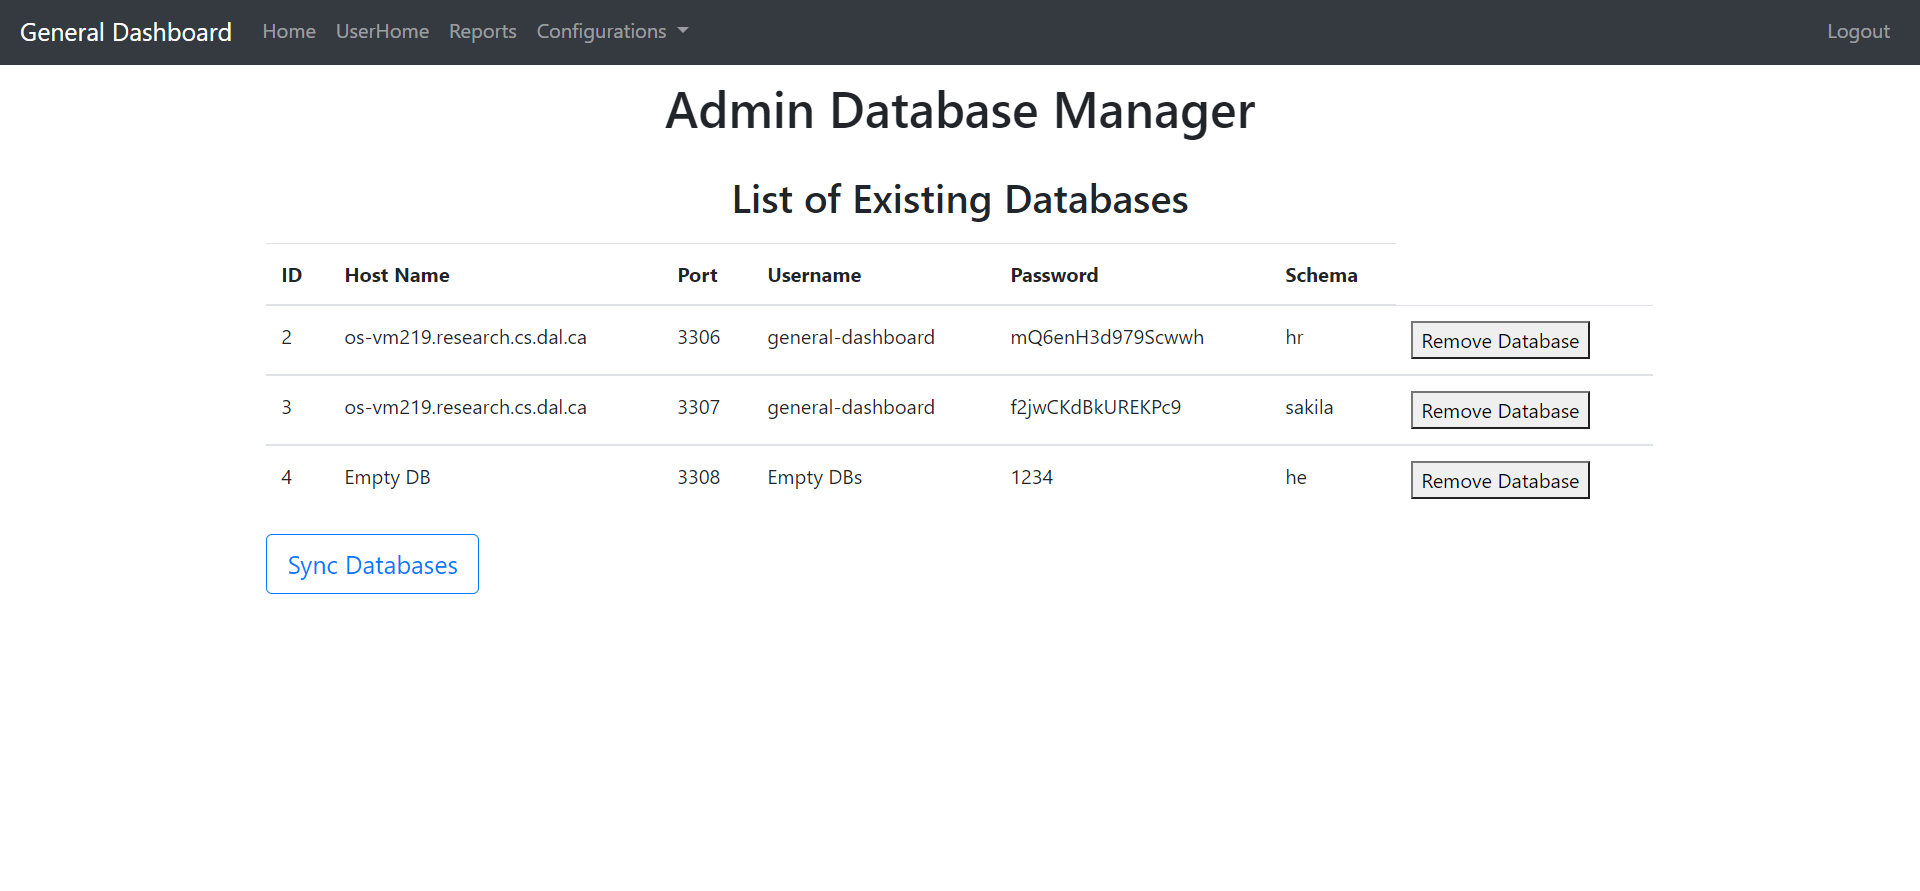 General Dashboard Home UserHome Reports Configurations Logout
Admin Database Manager
List of Existing Databases
ID Host Name Port Username Password Schema
2 os-vm219.research.cs.dal.ca 3306 general-dashboard mQ6enH3d979Scwwh hr Remove Database
3 os-vm219.research.cs.dal.ca 3307 general-dashboard f2jwCKdBkUREKPc9 sakila Remove Database
4 Empty DB 3308 Empty DBs 1234 he Remove Database
Sync Databases